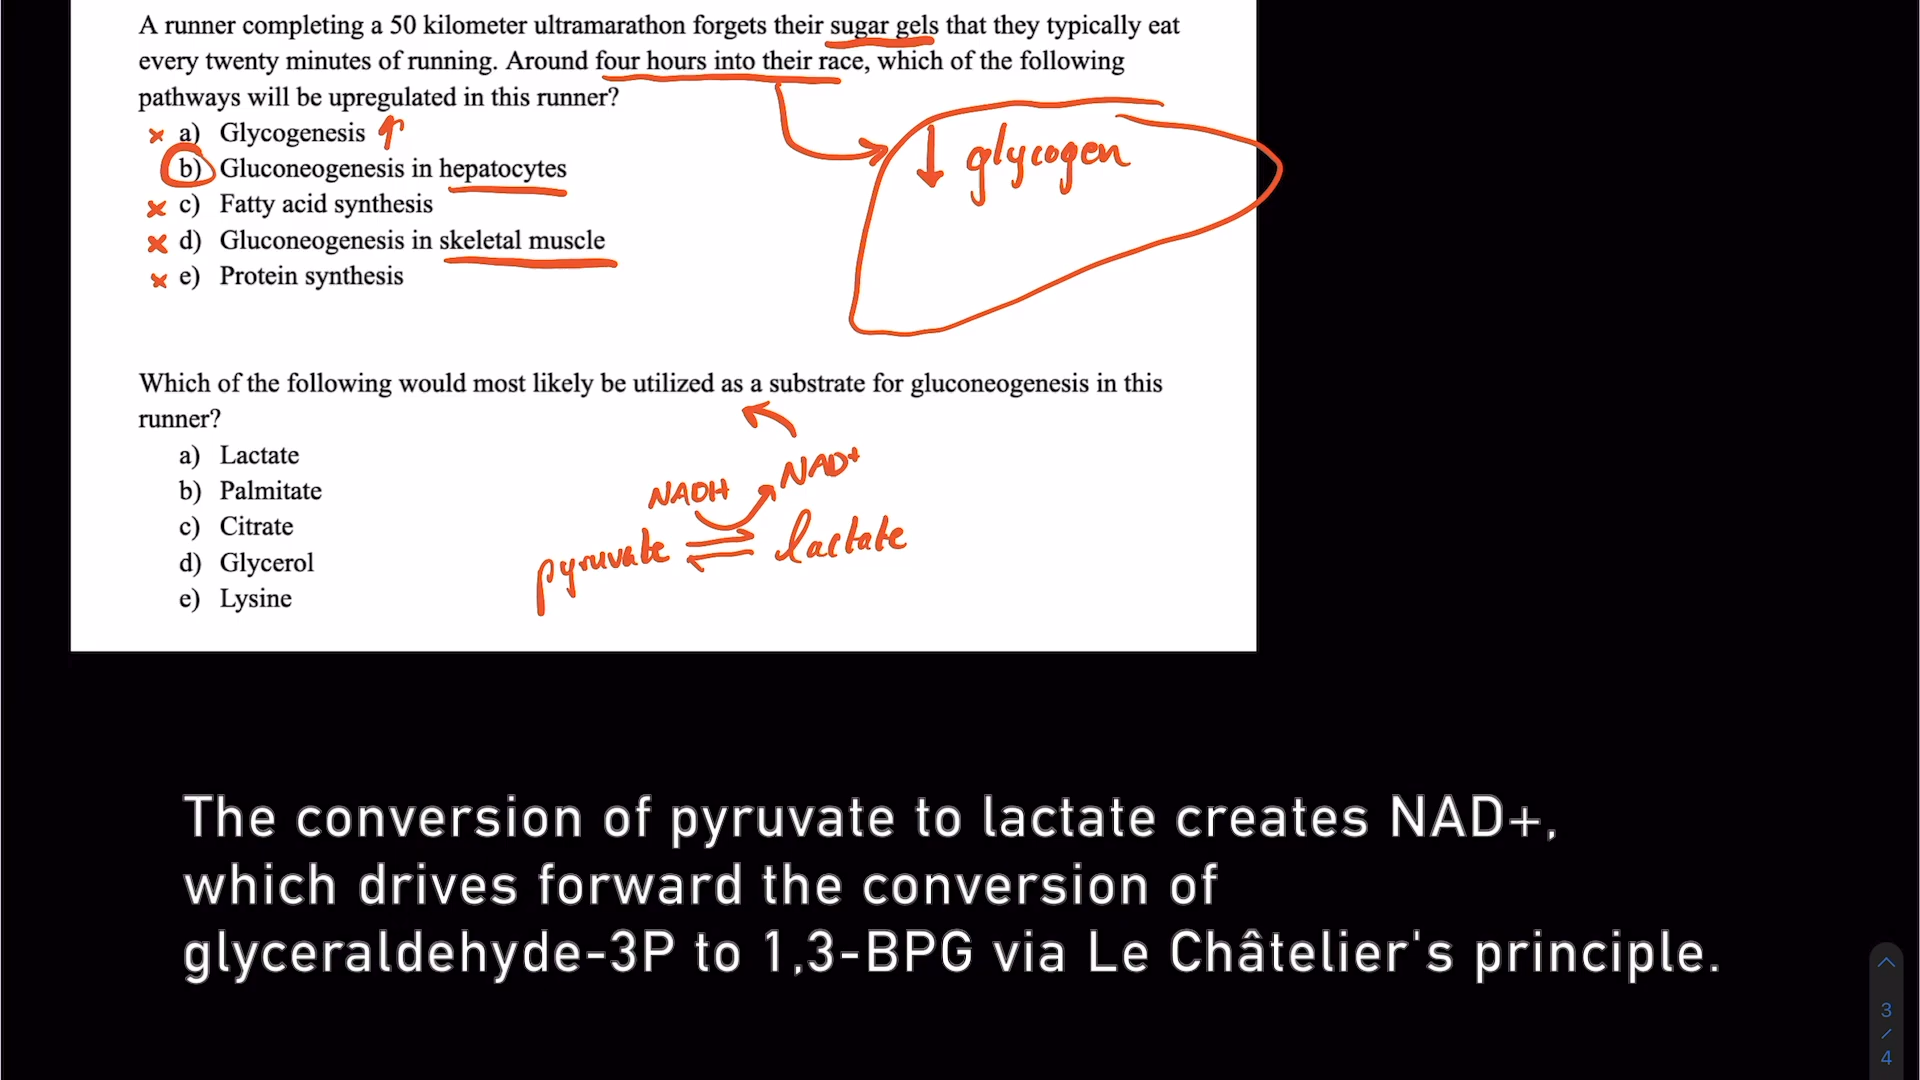 A runner completing a 50 kilometer ultramarathon forgets their sugar gels that they typically eat
every twenty minutes of running. Around four hours into their race, which of the following
pathways will be upregulated in this runner?
a) Glycogenesis ↑
b) Gluconeogenesis in hepatocytes
c) Fatty acid synthesis
d) Gluconeogenesis in skeletal muscle
e) Protein synthesis
↓ glycogen
Which of the following would most likely be utilized as a substrate for gluconeogenesis in this
runner?
a) Lactate
b) Palmitate
c) Citrate
d) Glycerol
e) Lysine
NADH NAD+
pyruvate ⇌ lactate
The conversion of pyruvate to lactate creates NAD+,
which drives forward the conversion of
glyceraldehyde-3P to 1,3-BPG via Le Châtelier's principle.
3
/
4